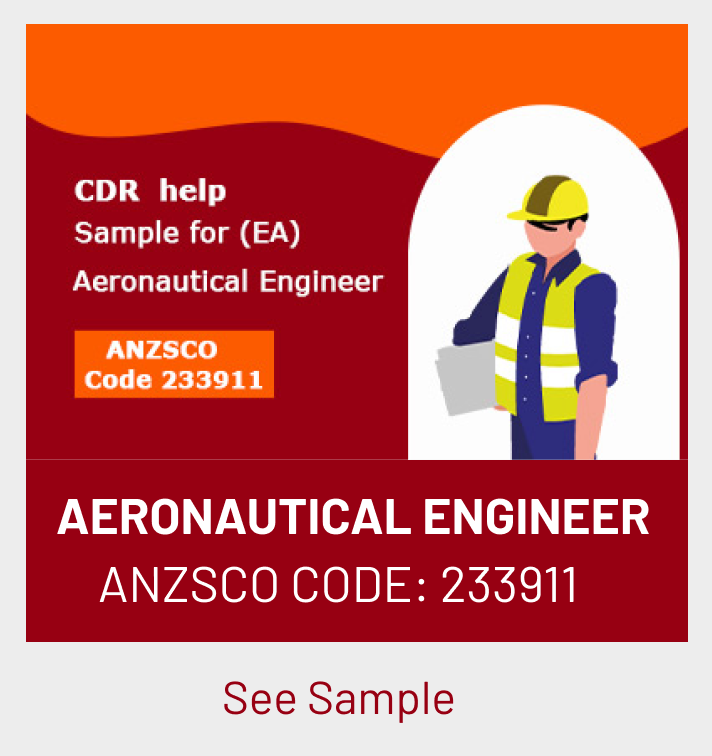 CDR help
Sample for (EA)
Aeronautical Engineer
ANZSCO
Code 233911
AERONAUTICAL ENGINEER
ANZSCO CODE: 233911
See Sample